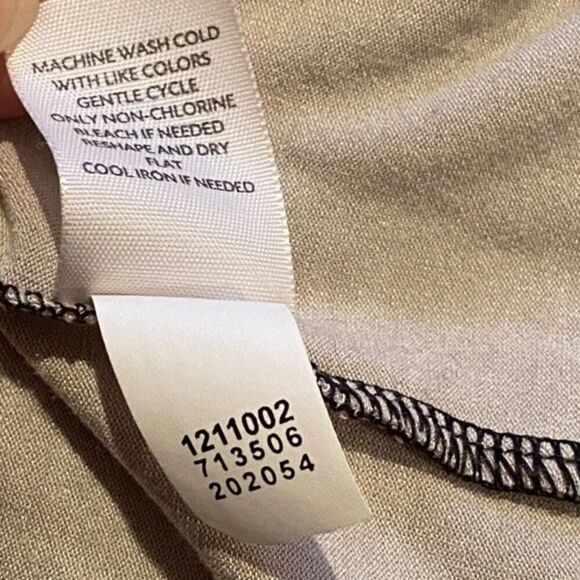 MACHINE WASH COLD
WITH LIKE COLORS
GENTLE CYCLE
ONLY NON-CHLORINE
BLEACH IF NEEDED
RESHAPE AND DRY
FLAT
COOL IRON IF NEEDED
1211002
713506
202054